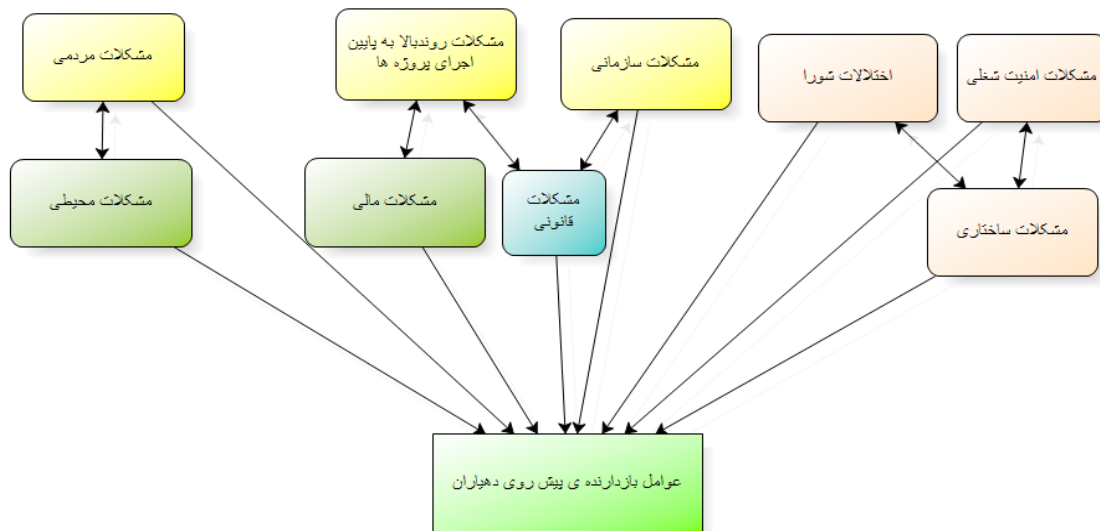 مشکلات مردمی
مشکلات روندبالا به پایین
اجرای پروژه ها
مشکلات سازمانی
اختلالات شورا
مشکلات امنیت شغلی
مشکلات محیطی
مشکلات مالی
مشکلات
قانونی
مشکلات ساختاری
عوامل بازدارنده ی پیش روی دهیاران